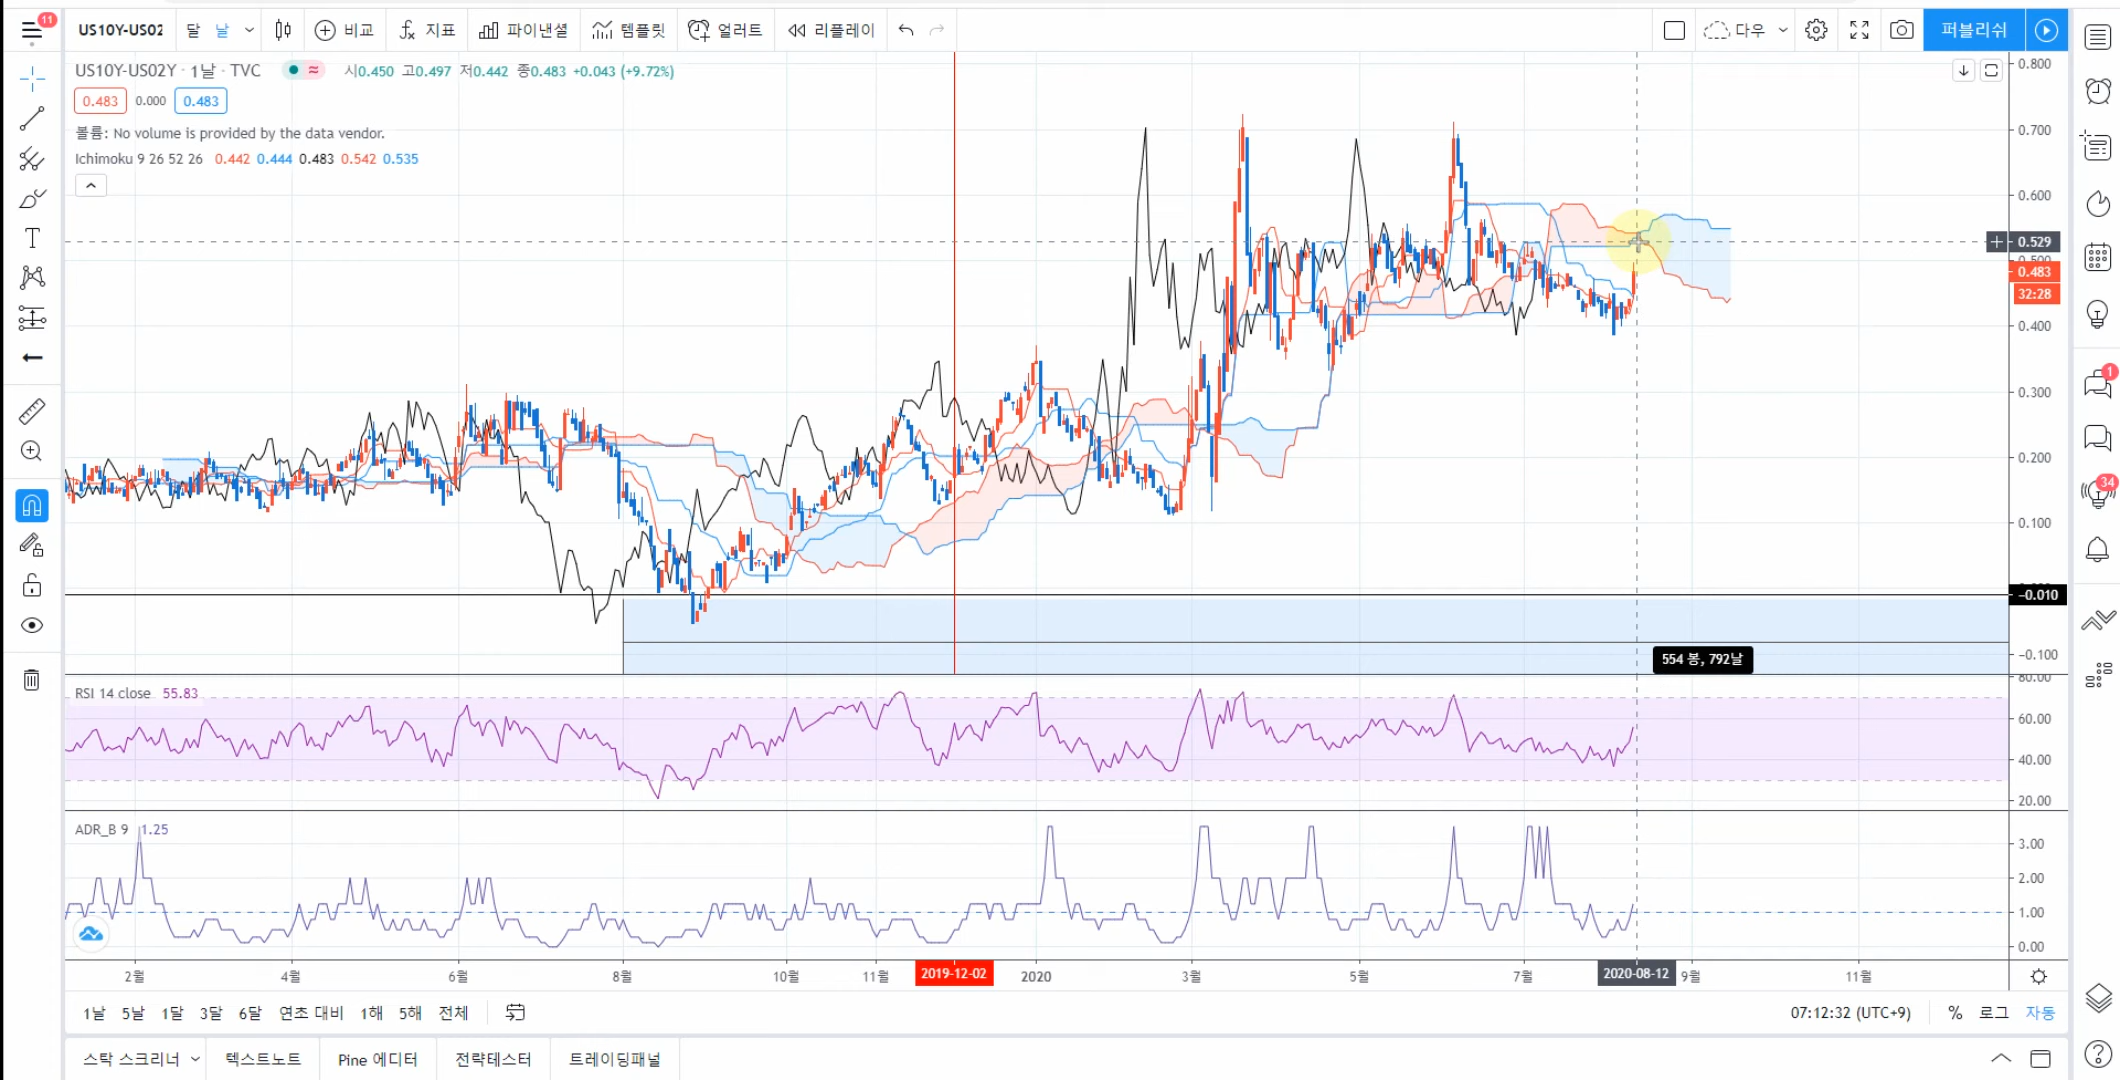 11 US10Y-US02 달 날 비교 지표 파이낸셜 템플릿 얼러트 리플레이 다우 퍼블리쉬
US10Y-US02Y · 1날 · TVC 시0.450 고0.497 저0.442 종0.483 +0.043 (+9.72%)
0.483 0.000 0.483
볼륨: No volume is provided by the data vendor.
Ichimoku 9 26 52 26 0.442 0.444 0.483 0.542 0.535
0.800
0.700
0.600
0.529
0.500
0.483
32:28
0.400
0.300
0.200
0.100
−0.010
−0.100
554 봉, 792날
RSI 14 close 55.83
80.00
60.00
40.00
20.00
ADR_B 9 1.25
3.00
2.00
1.00
0.00
2월 4월 6월 8월 10월 11월 2019-12-02 2020 3월 5월 7월 2020-08-12 9월 11월
1날 5날 1달 3달 6달 연초 대비 1해 5해 전체 07:12:32 (UTC+9) % 로그 자동
스탁 스크리너 텍스트노트 Pine 에디터 전략테스터 트레이딩패널
1
34